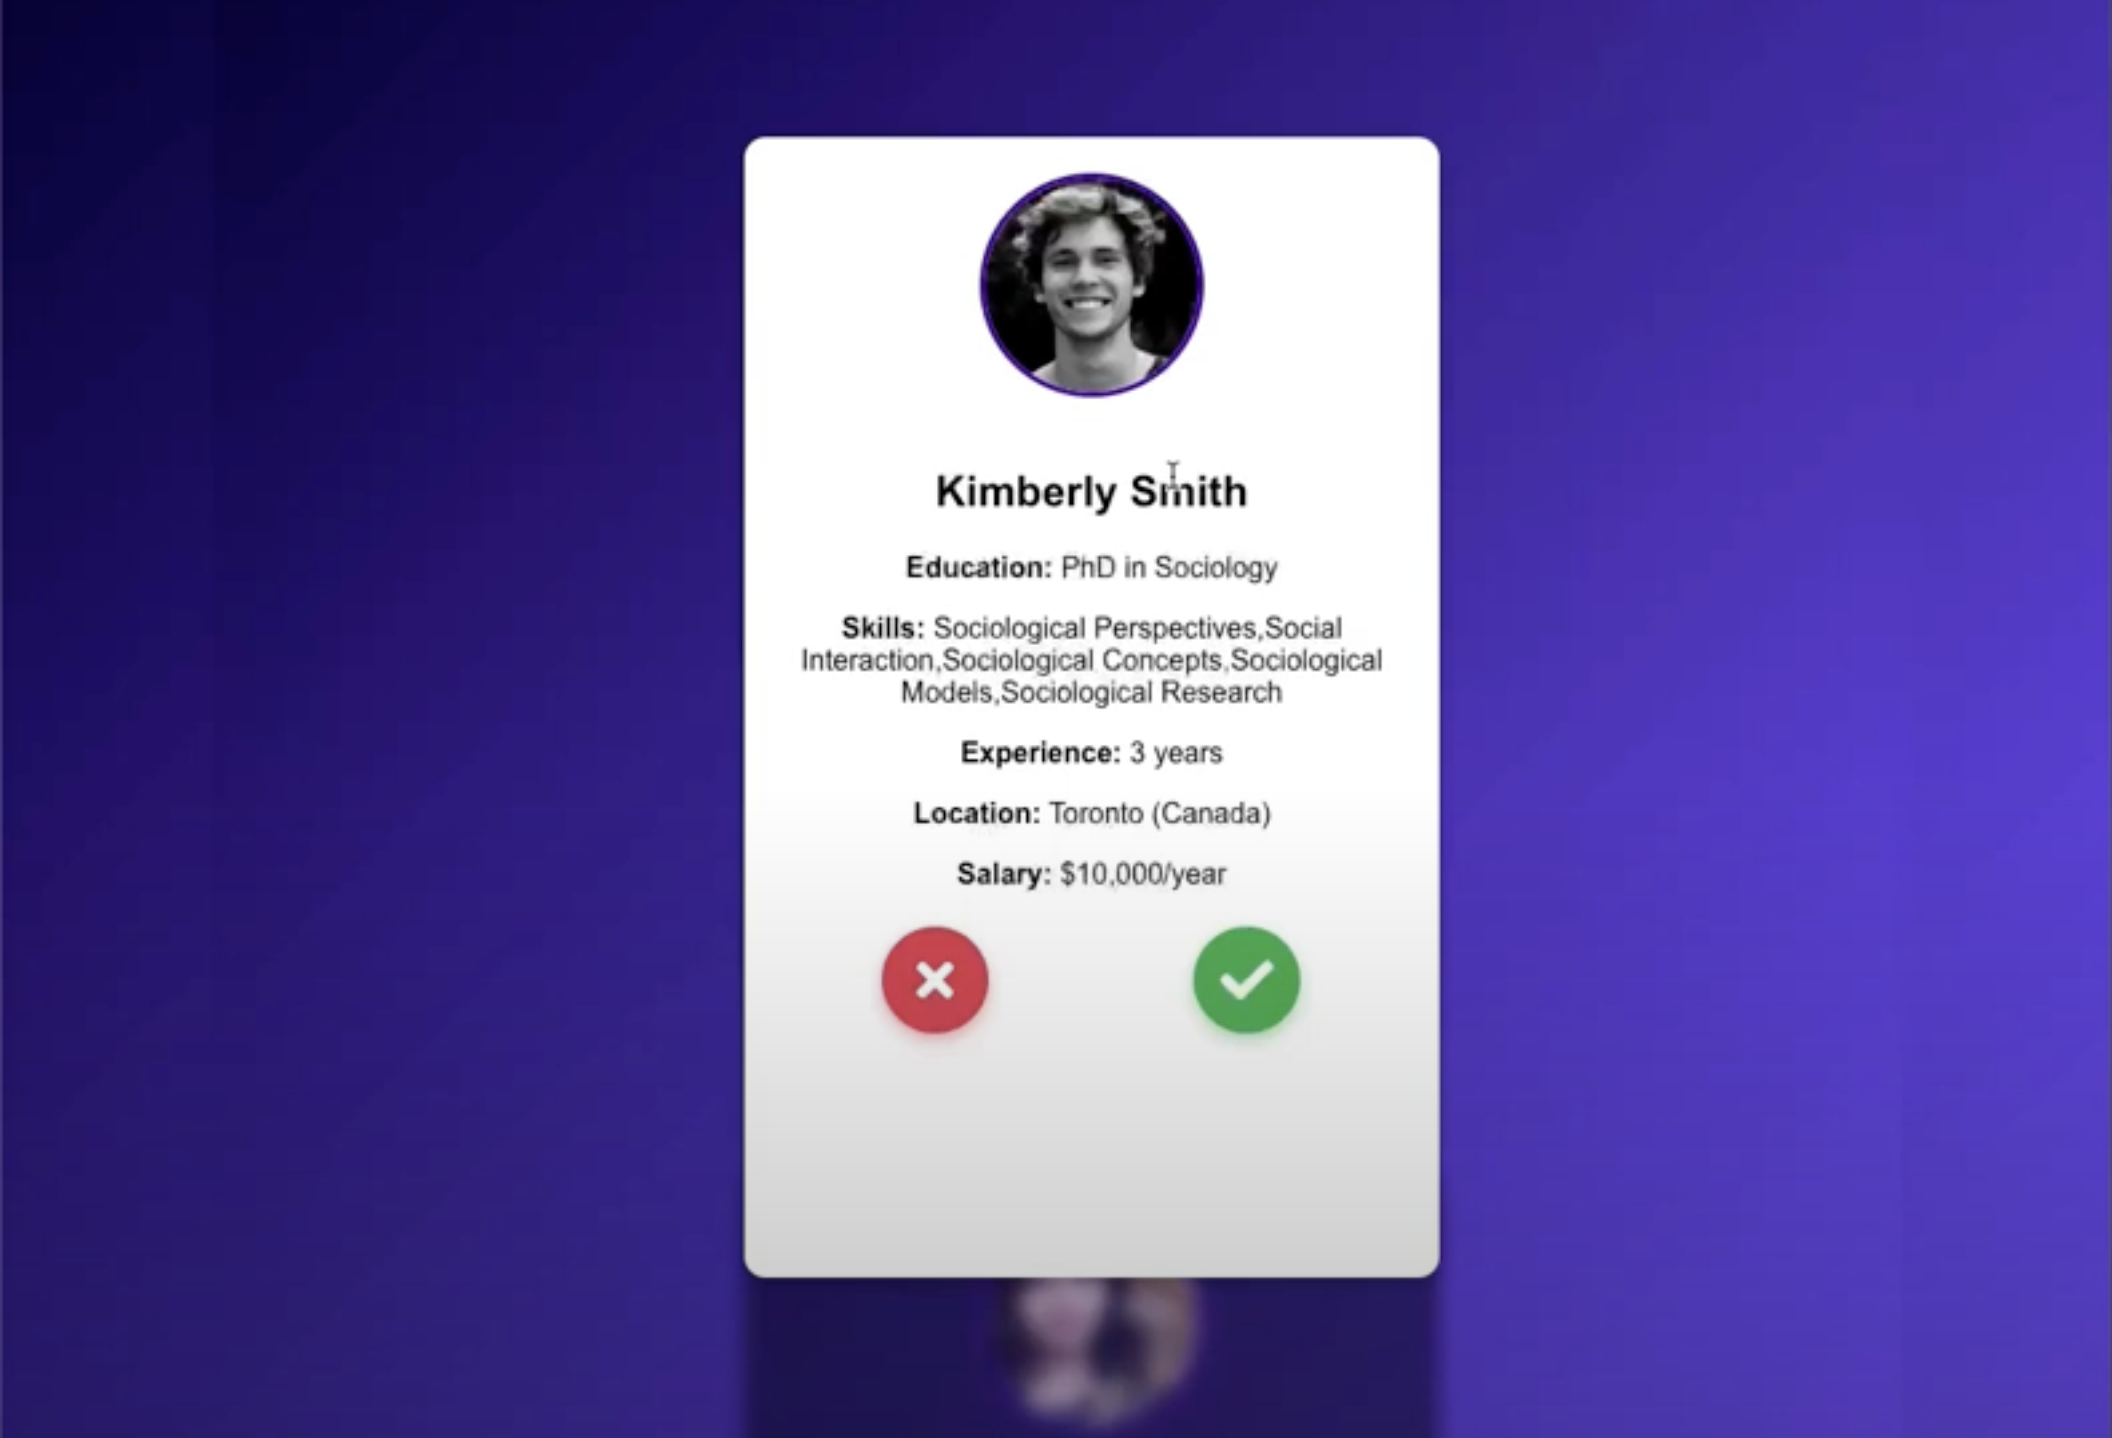 Kimberly Smith
Education: PhD in Sociology
Skills: Sociological Perspectives,Social
Interaction,Sociological Concepts,Sociological
Models,Sociological Research
Experience: 3 years
Location: Toronto (Canada)
Salary: $10,000/year